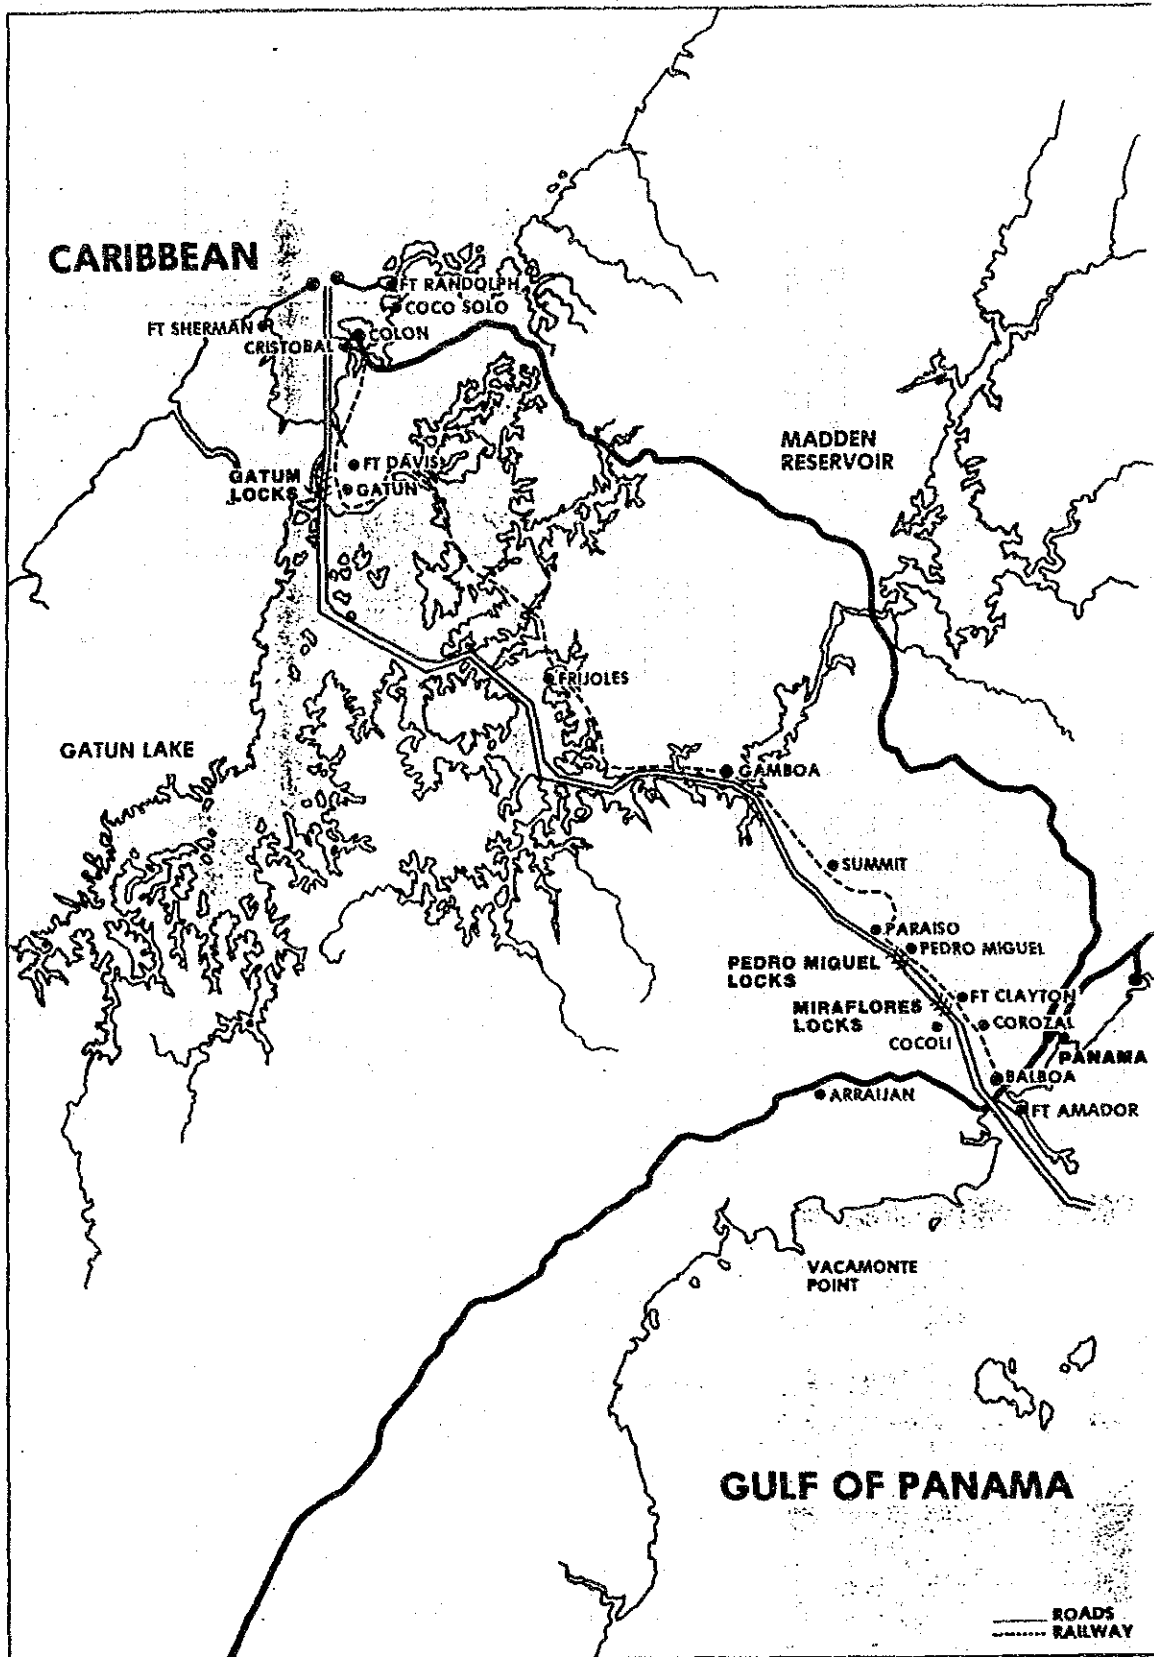 CARIBBEAN
FT RANDOLPH
COCO SOLO
FT SHERMAN
COLON
CRISTOBAL
MADDEN
RESERVOIR
FT DAVIS
GATUM
LOCKS
GATUN
FRIJOLES
GATUN LAKE
GAMBOA
SUMMIT
PARAISO
PEDRO MIGUEL
PEDRO MIGUEL
LOCKS
FT CLAYTON
MIRAFLORES
LOCKS
COROZAL
COCOLI
PANAMA
BALBOA
ARRAIJAN
FT AMADOR
VACAMONTE
POINT
GULF OF PANAMA
ROADS
RAILWAY